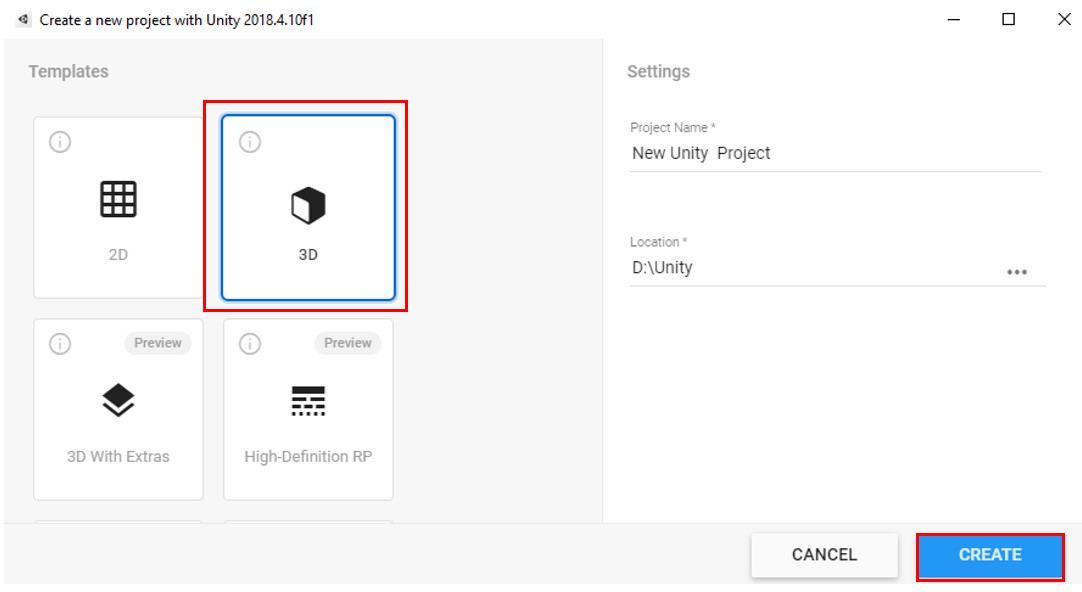 Create a new project with Unity 2018.4.10f1
Templates
2D
3D
Preview
3D With Extras
Preview
High-Definition RP
Settings
Project Name *
New Unity  Project
Location *
D:\Unity
CANCEL
CREATE